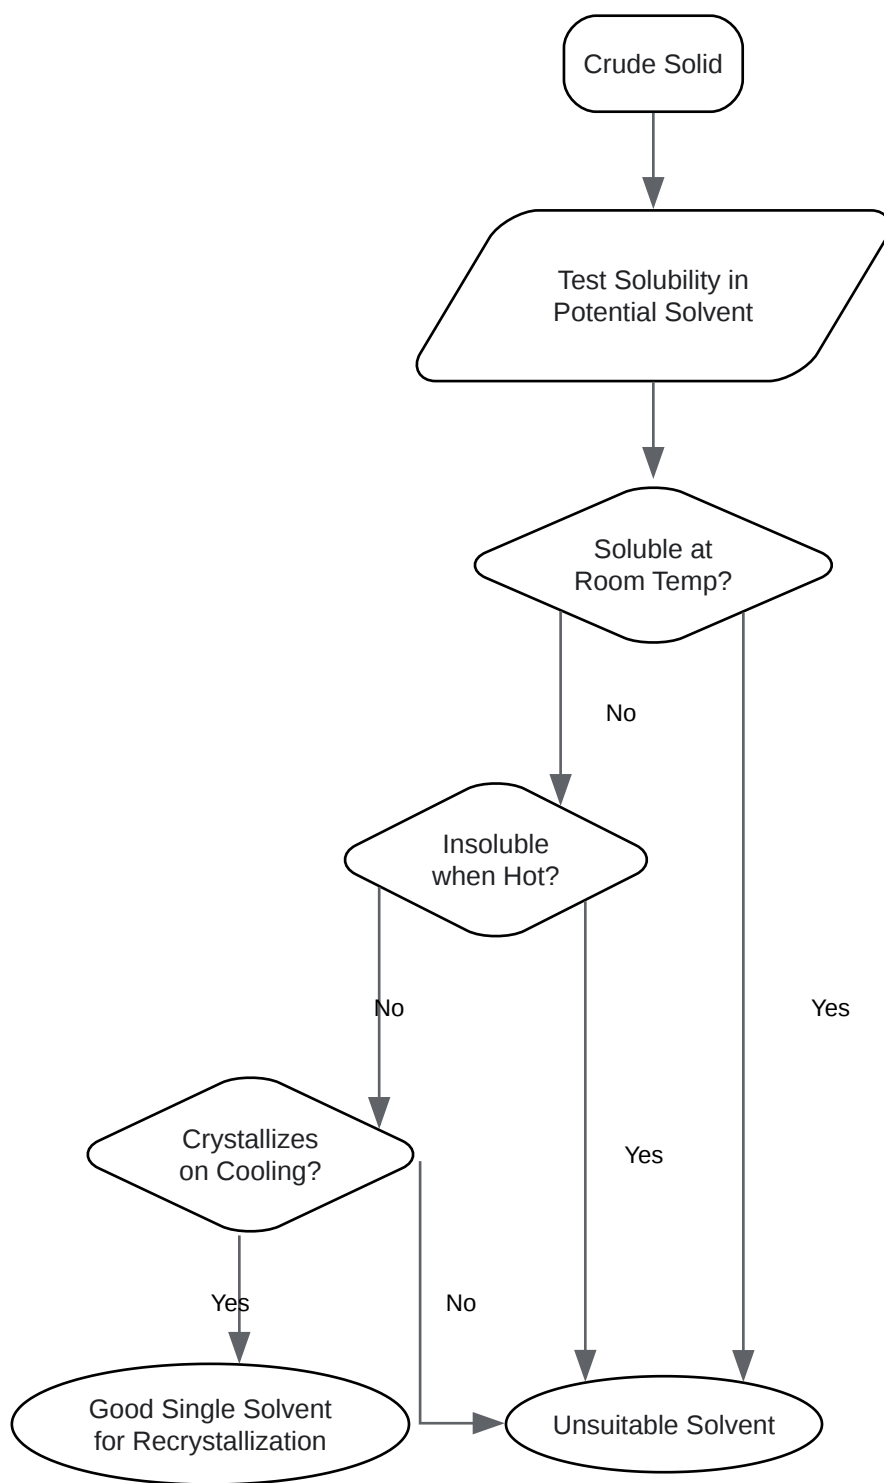 Crude Solid
Test Solubility in
Potential Solvent
Soluble at
Room Temp?
No
Insoluble
when Hot?
No
Yes
Crystallizes
on Cooling?
Yes
Yes
No
Good Single Solvent
for Recrystallization
Unsuitable Solvent